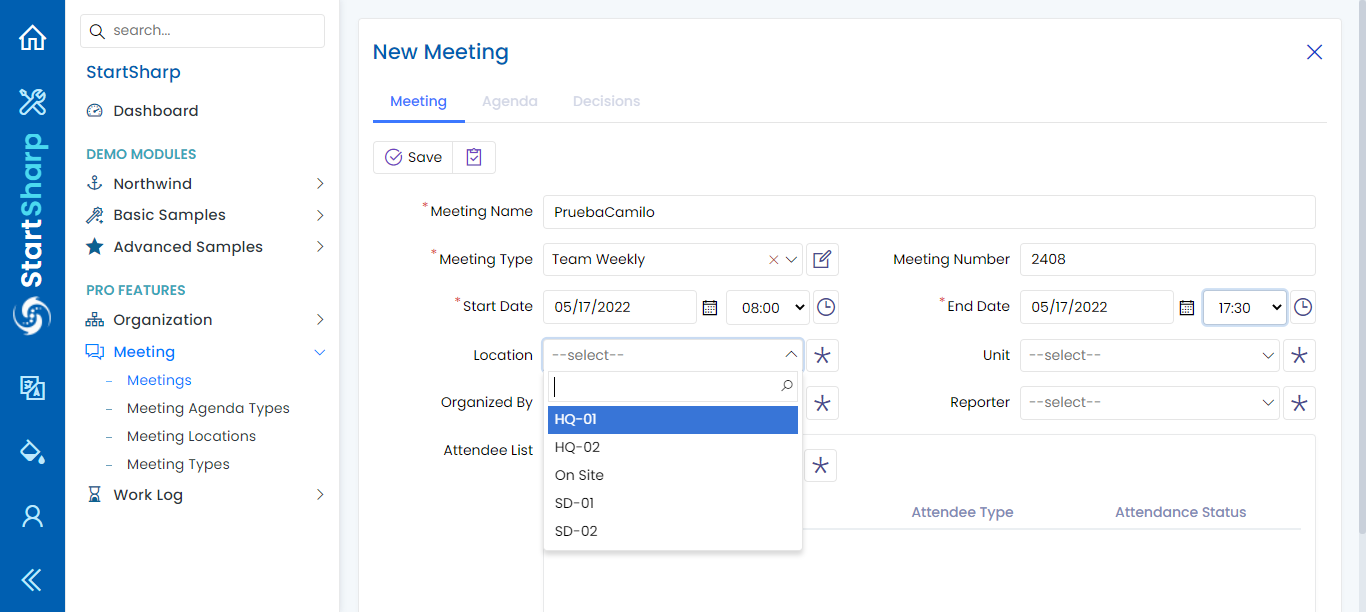 search...
StartSharp
StartSharp
Dashboard
DEMO MODULES
Northwind
Basic Samples
Advanced Samples
PRO FEATURES
Organization
Meeting
Meetings
Meeting Agenda Types
Meeting Locations
Meeting Types
Work Log
New Meeting
Meeting Agenda Decisions
Save
*Meeting Name PruebaCamilo
*Meeting Type Team Weekly Meeting Number 2408
*Start Date 05/17/2022 08:00 *End Date 05/17/2022 17:30
Location --select-- Unit --select--
Organized By Reporter --select--
HQ-01
HQ-02
Attendee List
On Site
SD-01
SD-02
Attendee Type Attendance Status